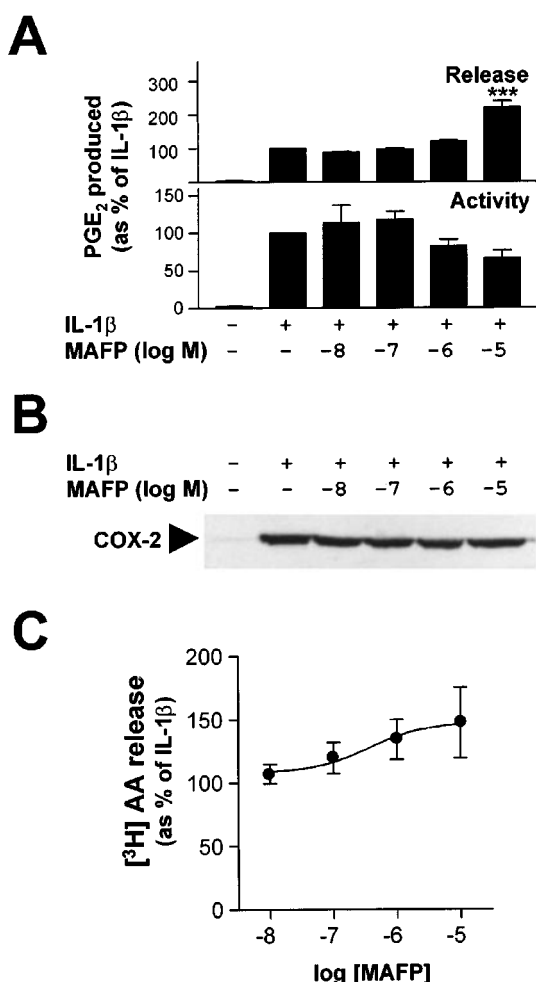 A
PGE2 produced
(as % of IL-1β)
300
200
100
Release
***
150
100
50
0
Activity
IL-1β – + + + + +
MAFP (log M) – – −8 −7 −6 −5
B
IL-1β – + + + + +
MAFP (log M) – – −8 −7 −6 −5
COX-2
C
[³H] AA release
(as % of IL-1β)
200
150
100
50
0
-8 -7 -6 -5
log [MAFP]